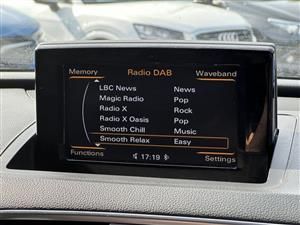 Memory Radio DAB Waveband
LBC News News
Magic Radio Pop
Radio X Rock
Radio X Oasis Pop
Smooth Chill Music
Smooth Relax Easy
Functions 17:19 Settings